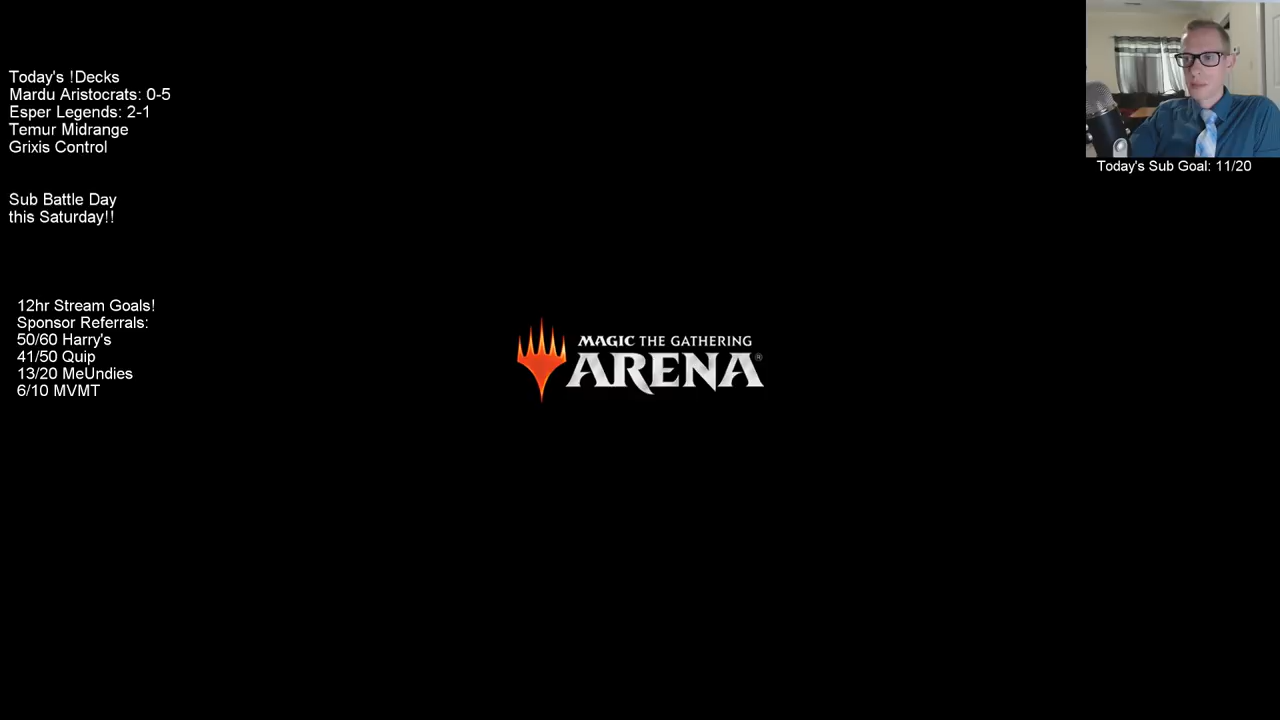 Today's !Decks
Mardu Aristocrats: 0-5
Esper Legends: 2-1
Temur Midrange
Grixis Control
Sub Battle Day
this Saturday!!
12hr Stream Goals!
Sponsor Referrals:
50/60 Harry's
41/50 Quip
13/20 MeUndies
6/10 MVMT
MAGIC THE GATHERING
ARENA®
Today's Sub Goal: 11/20